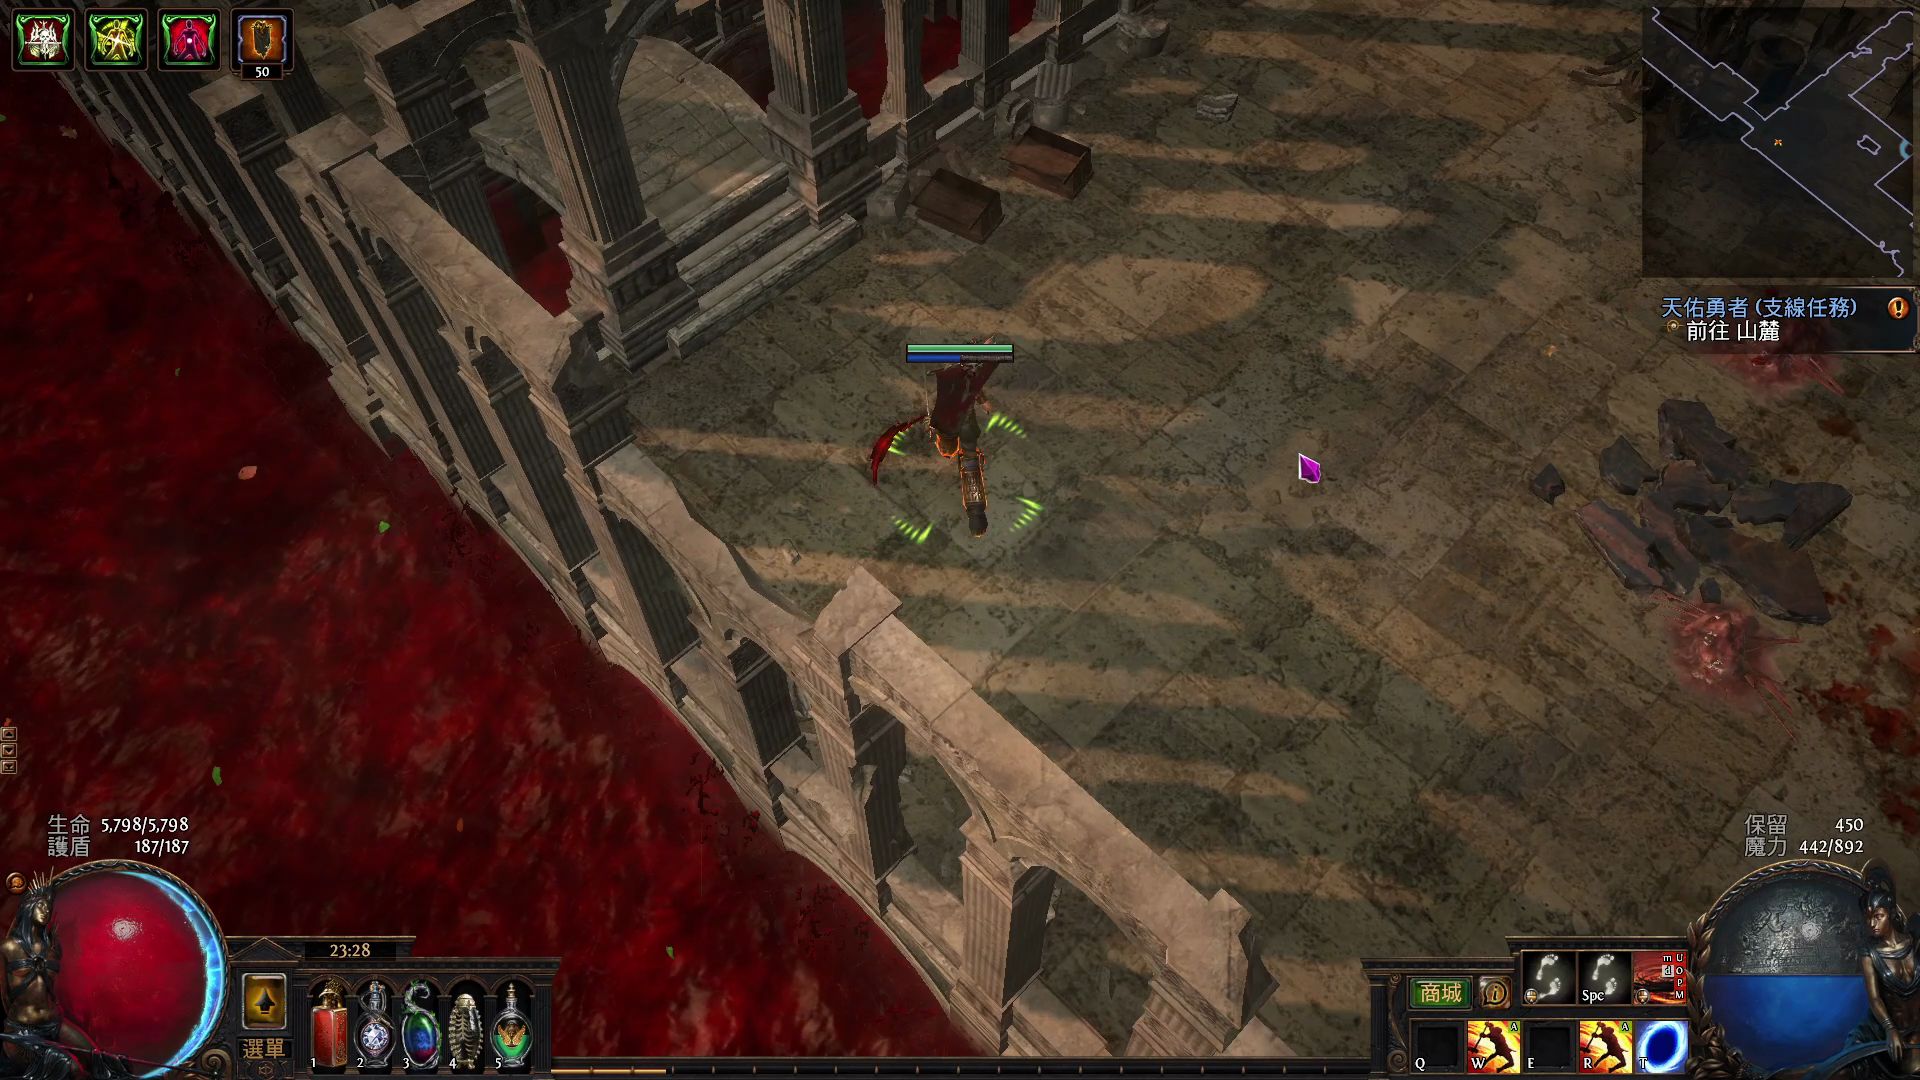 50
天佑勇者 (支線任務)
前往 山麓
生命 5,798/5,798
護盾 187/187
保留 450
魔力 442/892
23:28
選單
1 2 3 4 5
商城
Spc
m U
d O
P
M
Q W A E R A T